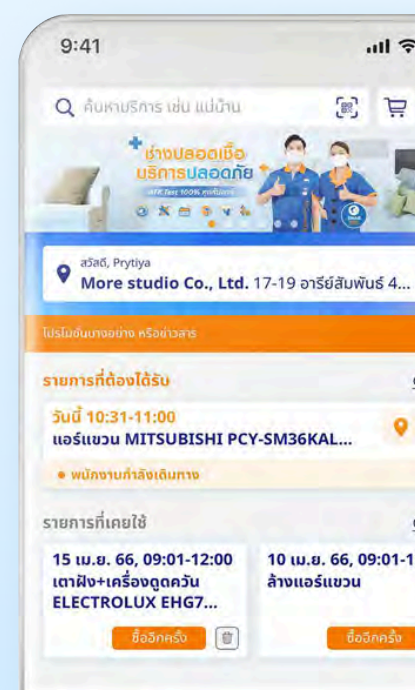 9:41
ค้นหาบริการ เช่น แม่บ้าน
ช่างปลอดเชื้อ
บริการปลอดภัย
ATK Test 100% ทุกทีมช่าง
สวัสดี, Prytiya
More studio Co., Ltd. 17-19 อารีย์สัมพันธ์ 4...
โปรโมชั่นบางอย่าง หรือข่าวสาร
รายการที่ต้องได้รับ
วันนี้ 10:31-11:00
แอร์แขวน MITSUBISHI PCY-SM36KAL...
พนักงานกำลังเดินทาง
รายการที่เคยใช้
15 เม.ย. 66, 09:01-12:00
เตาฝัง+เครื่องดูดควัน
ELECTROLUX EHG7...
ซื้ออีกครั้ง
10 เม.ย. 66, 09:01-1
ล้างแอร์แขวน
ซื้ออีกครั้ง